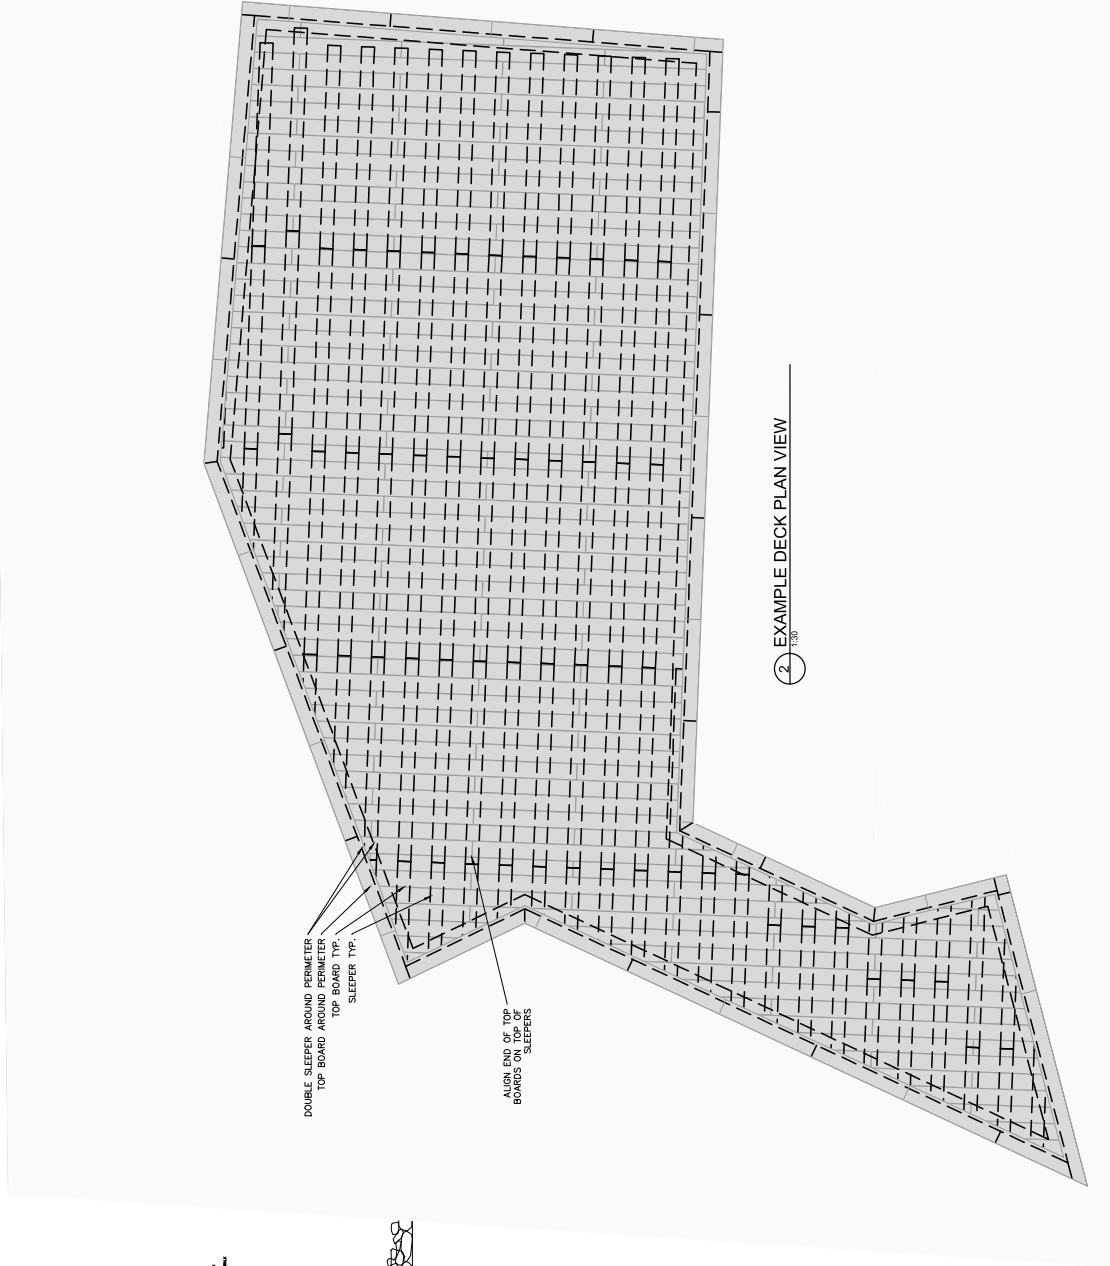 DOUBLE SLEEPER AROUND PERIMETER
TOP BOARD AROUND PERIMETER
TOP BOARD TYP.
SLEEPER TYP.
ALIGN END OF TOP
BOARDS ON TOP OF
SLEEPERS
2
EXAMPLE DECK PLAN VIEW
1:30